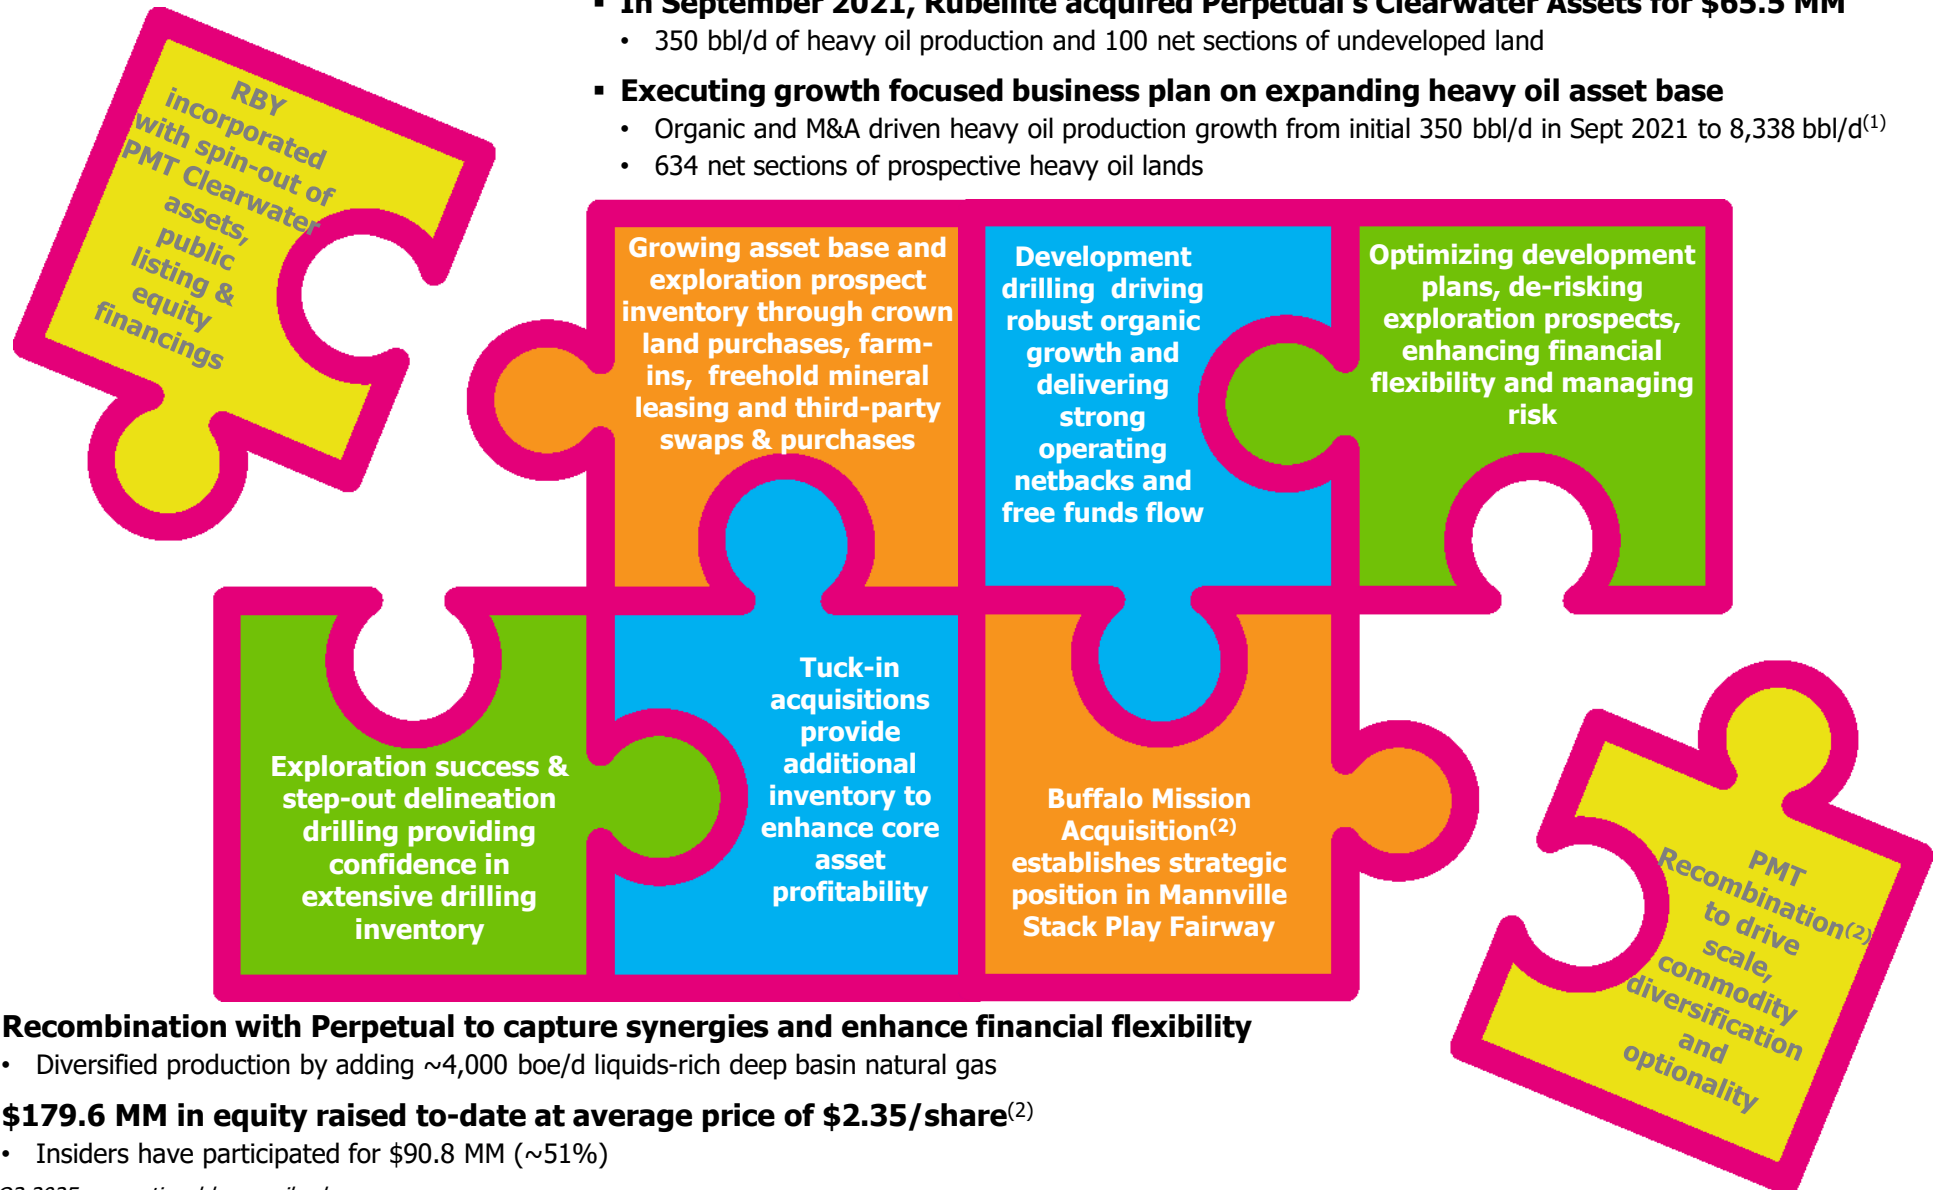 ▪ In September 2021, Rubellite acquired Perpetual's Clearwater Assets for $65.5 MM
• 350 bbl/d of heavy oil production and 100 net sections of undeveloped land
▪ Executing growth focused business plan on expanding heavy oil asset base
• Organic and M&A driven heavy oil production growth from initial 350 bbl/d in Sept 2021 to 8,338 bbl/d(1)
• 634 net sections of prospective heavy oil lands
RBY
incorporated
with spin-out of
PMT Clearwater
assets,
public
listing &
equity
financings
Growing asset base and
exploration prospect
inventory through crown
land purchases, farm-
ins, freehold mineral
leasing and third-party
swaps & purchases
Development
drilling driving
robust organic
growth and
delivering
strong
operating
netbacks and
free funds flow
Optimizing development
plans, de-risking
exploration prospects,
enhancing financial
flexibility and managing
risk
Exploration success &
step-out delineation
drilling providing
confidence in
extensive drilling
inventory
Tuck-in
acquisitions
provide
additional
inventory to
enhance core
asset
profitability
Buffalo Mission
Acquisition(2)
establishes strategic
position in Mannville
Stack Play Fairway
PMT
Recombination(2)
to drive
scale,
commodity
diversification
and
optionality
Recombination with Perpetual to capture synergies and enhance financial flexibility
• Diversified production by adding ~4,000 boe/d liquids-rich deep basin natural gas
$179.6 MM in equity raised to-date at average price of $2.35/share(2)
• Insiders have participated for $90.8 MM (~51%)